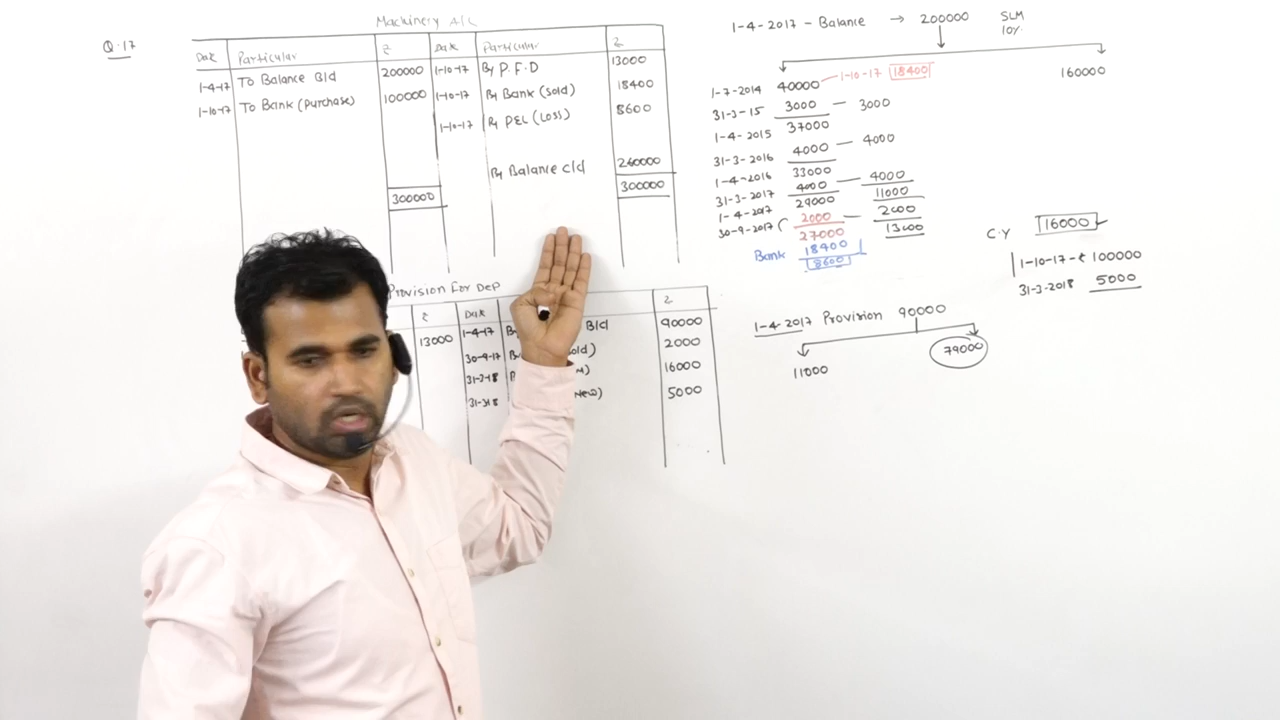 Q.17
Machinery A/C
Date Particular ₹ Date Particular ₹
1-4-17 To Balance B/d 200000 1-10-17 By P.F.D 13000
1-10-17 To Bank (purchase) 100000 1-10-17 By Bank (sold) 18400
1-10-17 By P&L (Loss) 8600
By Balance c/d 260000
300000 300000
Provision For Dep
₹ Date ₹
13000 1-4-17 B/d 90000
30-9-17 old) 2000
31-3-18 16000
31-3-18 New) 5000
1-4-2017 - Balance → 200000 SLM
10%
1-7-2014 40000 1-10-17 18400 160000
31-3-15 3000 - 3000
1-4-2015 37000
31-3-2016 4000 - 4000
1-4-2016 33000
31-3-2017 4000 - 4000
1-4-2017 29000 11000
30-9-2017 2000 - 2000
27000 13000
Bank 18400
8600
C.Y 16000
1-10-17 - ₹ 100000
31-3-2018 5000
1-4-2017 Provision 90000
11000 79000